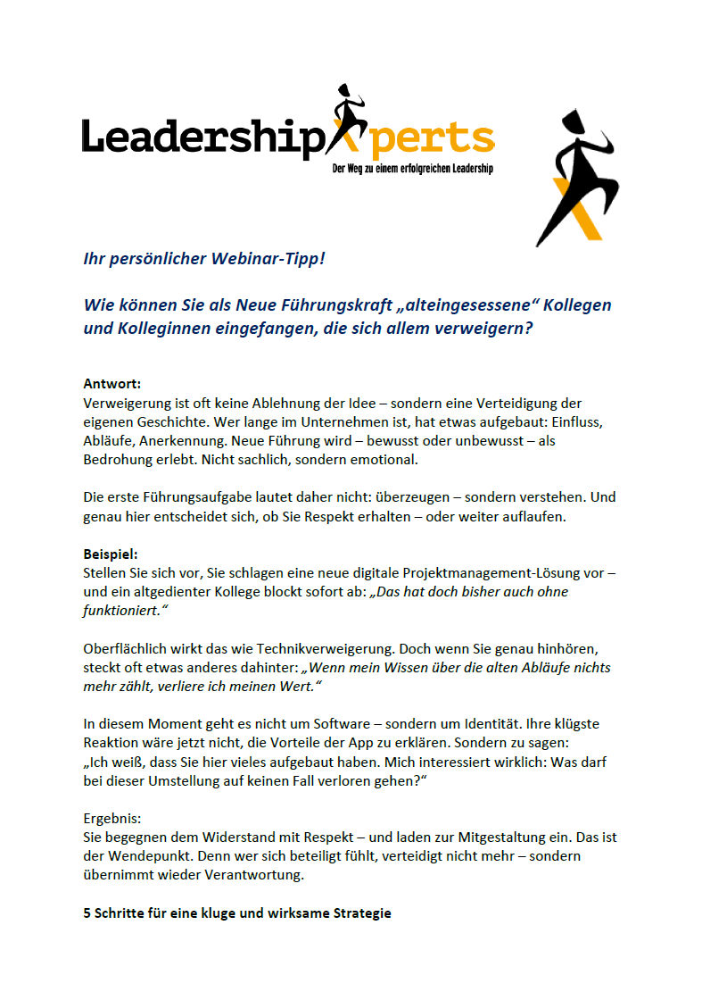 LeadershipXperts
Der Weg zu einem erfolgreichen Leadership
Ihr persönlicher Webinar-Tipp!
Wie können Sie als Neue Führungskraft „alteingesessene“ Kollegen
und Kolleginnen eingefangen, die sich allem verweigern?
Antwort:
Verweigerung ist oft keine Ablehnung der Idee – sondern eine Verteidigung der
eigenen Geschichte. Wer lange im Unternehmen ist, hat etwas aufgebaut: Einfluss,
Abläufe, Anerkennung. Neue Führung wird – bewusst oder unbewusst – als
Bedrohung erlebt. Nicht sachlich, sondern emotional.
Die erste Führungsaufgabe lautet daher nicht: überzeugen – sondern verstehen. Und
genau hier entscheidet sich, ob Sie Respekt erhalten – oder weiter auflaufen.
Beispiel:
Stellen Sie sich vor, Sie schlagen eine neue digitale Projektmanagement-Lösung vor –
und ein altgedienter Kollege blockt sofort ab: „Das hat doch bisher auch ohne
funktioniert.“
Oberflächlich wirkt das wie Technikverweigerung. Doch wenn Sie genau hinhören,
steckt oft etwas anderes dahinter: „Wenn mein Wissen über die alten Abläufe nichts
mehr zählt, verliere ich meinen Wert.“
In diesem Moment geht es nicht um Software – sondern um Identität. Ihre klügste
Reaktion wäre jetzt nicht, die Vorteile der App zu erklären. Sondern zu sagen:
„Ich weiß, dass Sie hier vieles aufgebaut haben. Mich interessiert wirklich: Was darf
bei dieser Umstellung auf keinen Fall verloren gehen?“
Ergebnis:
Sie begegnen dem Widerstand mit Respekt – und laden zur Mitgestaltung ein. Das ist
der Wendepunkt. Denn wer sich beteiligt fühlt, verteidigt nicht mehr – sondern
übernimmt wieder Verantwortung.
5 Schritte für eine kluge und wirksame Strategie